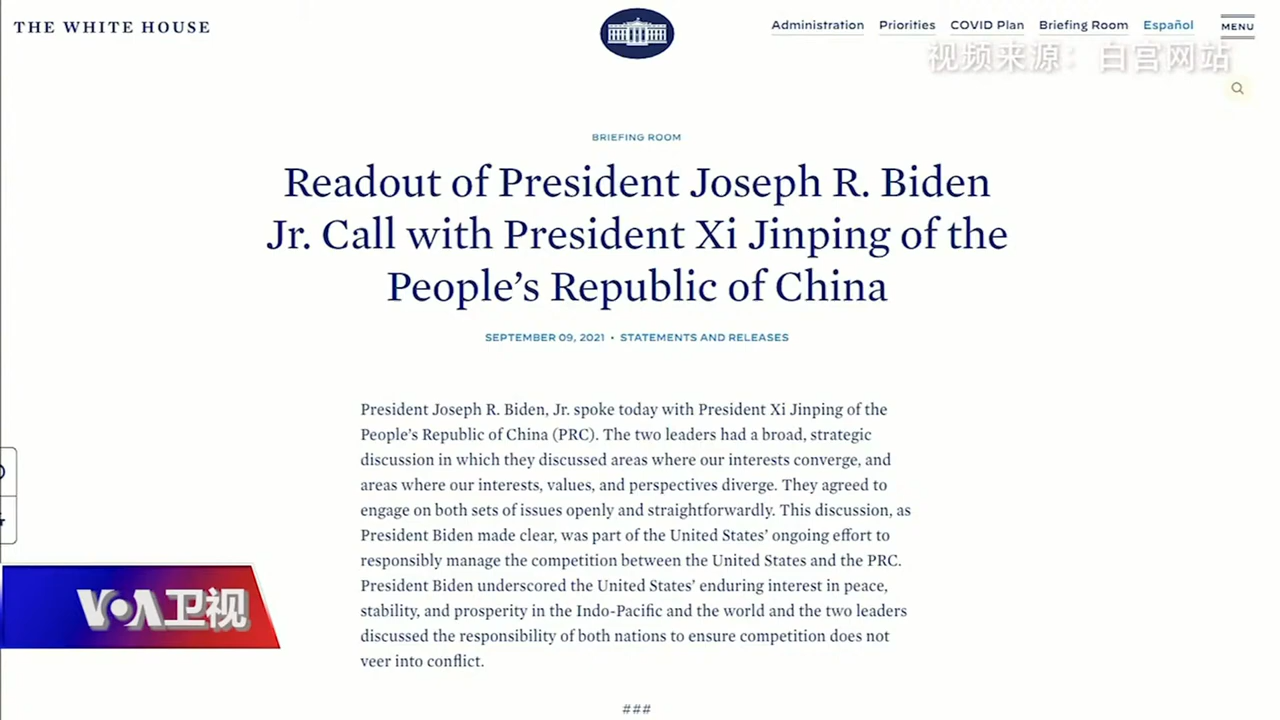 THE WHITE HOUSE
Administration Priorities COVID Plan Briefing Room Español MENU
视频来源：白宫网站
BRIEFING ROOM
Readout of President Joseph R. Biden
Jr. Call with President Xi Jinping of the
People’s Republic of China
SEPTEMBER 09, 2021 • STATEMENTS AND RELEASES
President Joseph R. Biden, Jr. spoke today with President Xi Jinping of the
People’s Republic of China (PRC). The two leaders had a broad, strategic
discussion in which they discussed areas where our interests converge, and
areas where our interests, values, and perspectives diverge. They agreed to
engage on both sets of issues openly and straightforwardly. This discussion, as
President Biden made clear, was part of the United States’ ongoing effort to
responsibly manage the competition between the United States and the PRC.
President Biden underscored the United States’ enduring interest in peace,
stability, and prosperity in the Indo-Pacific and the world and the two leaders
discussed the responsibility of both nations to ensure competition does not
veer into conflict.
###
VOA卫视